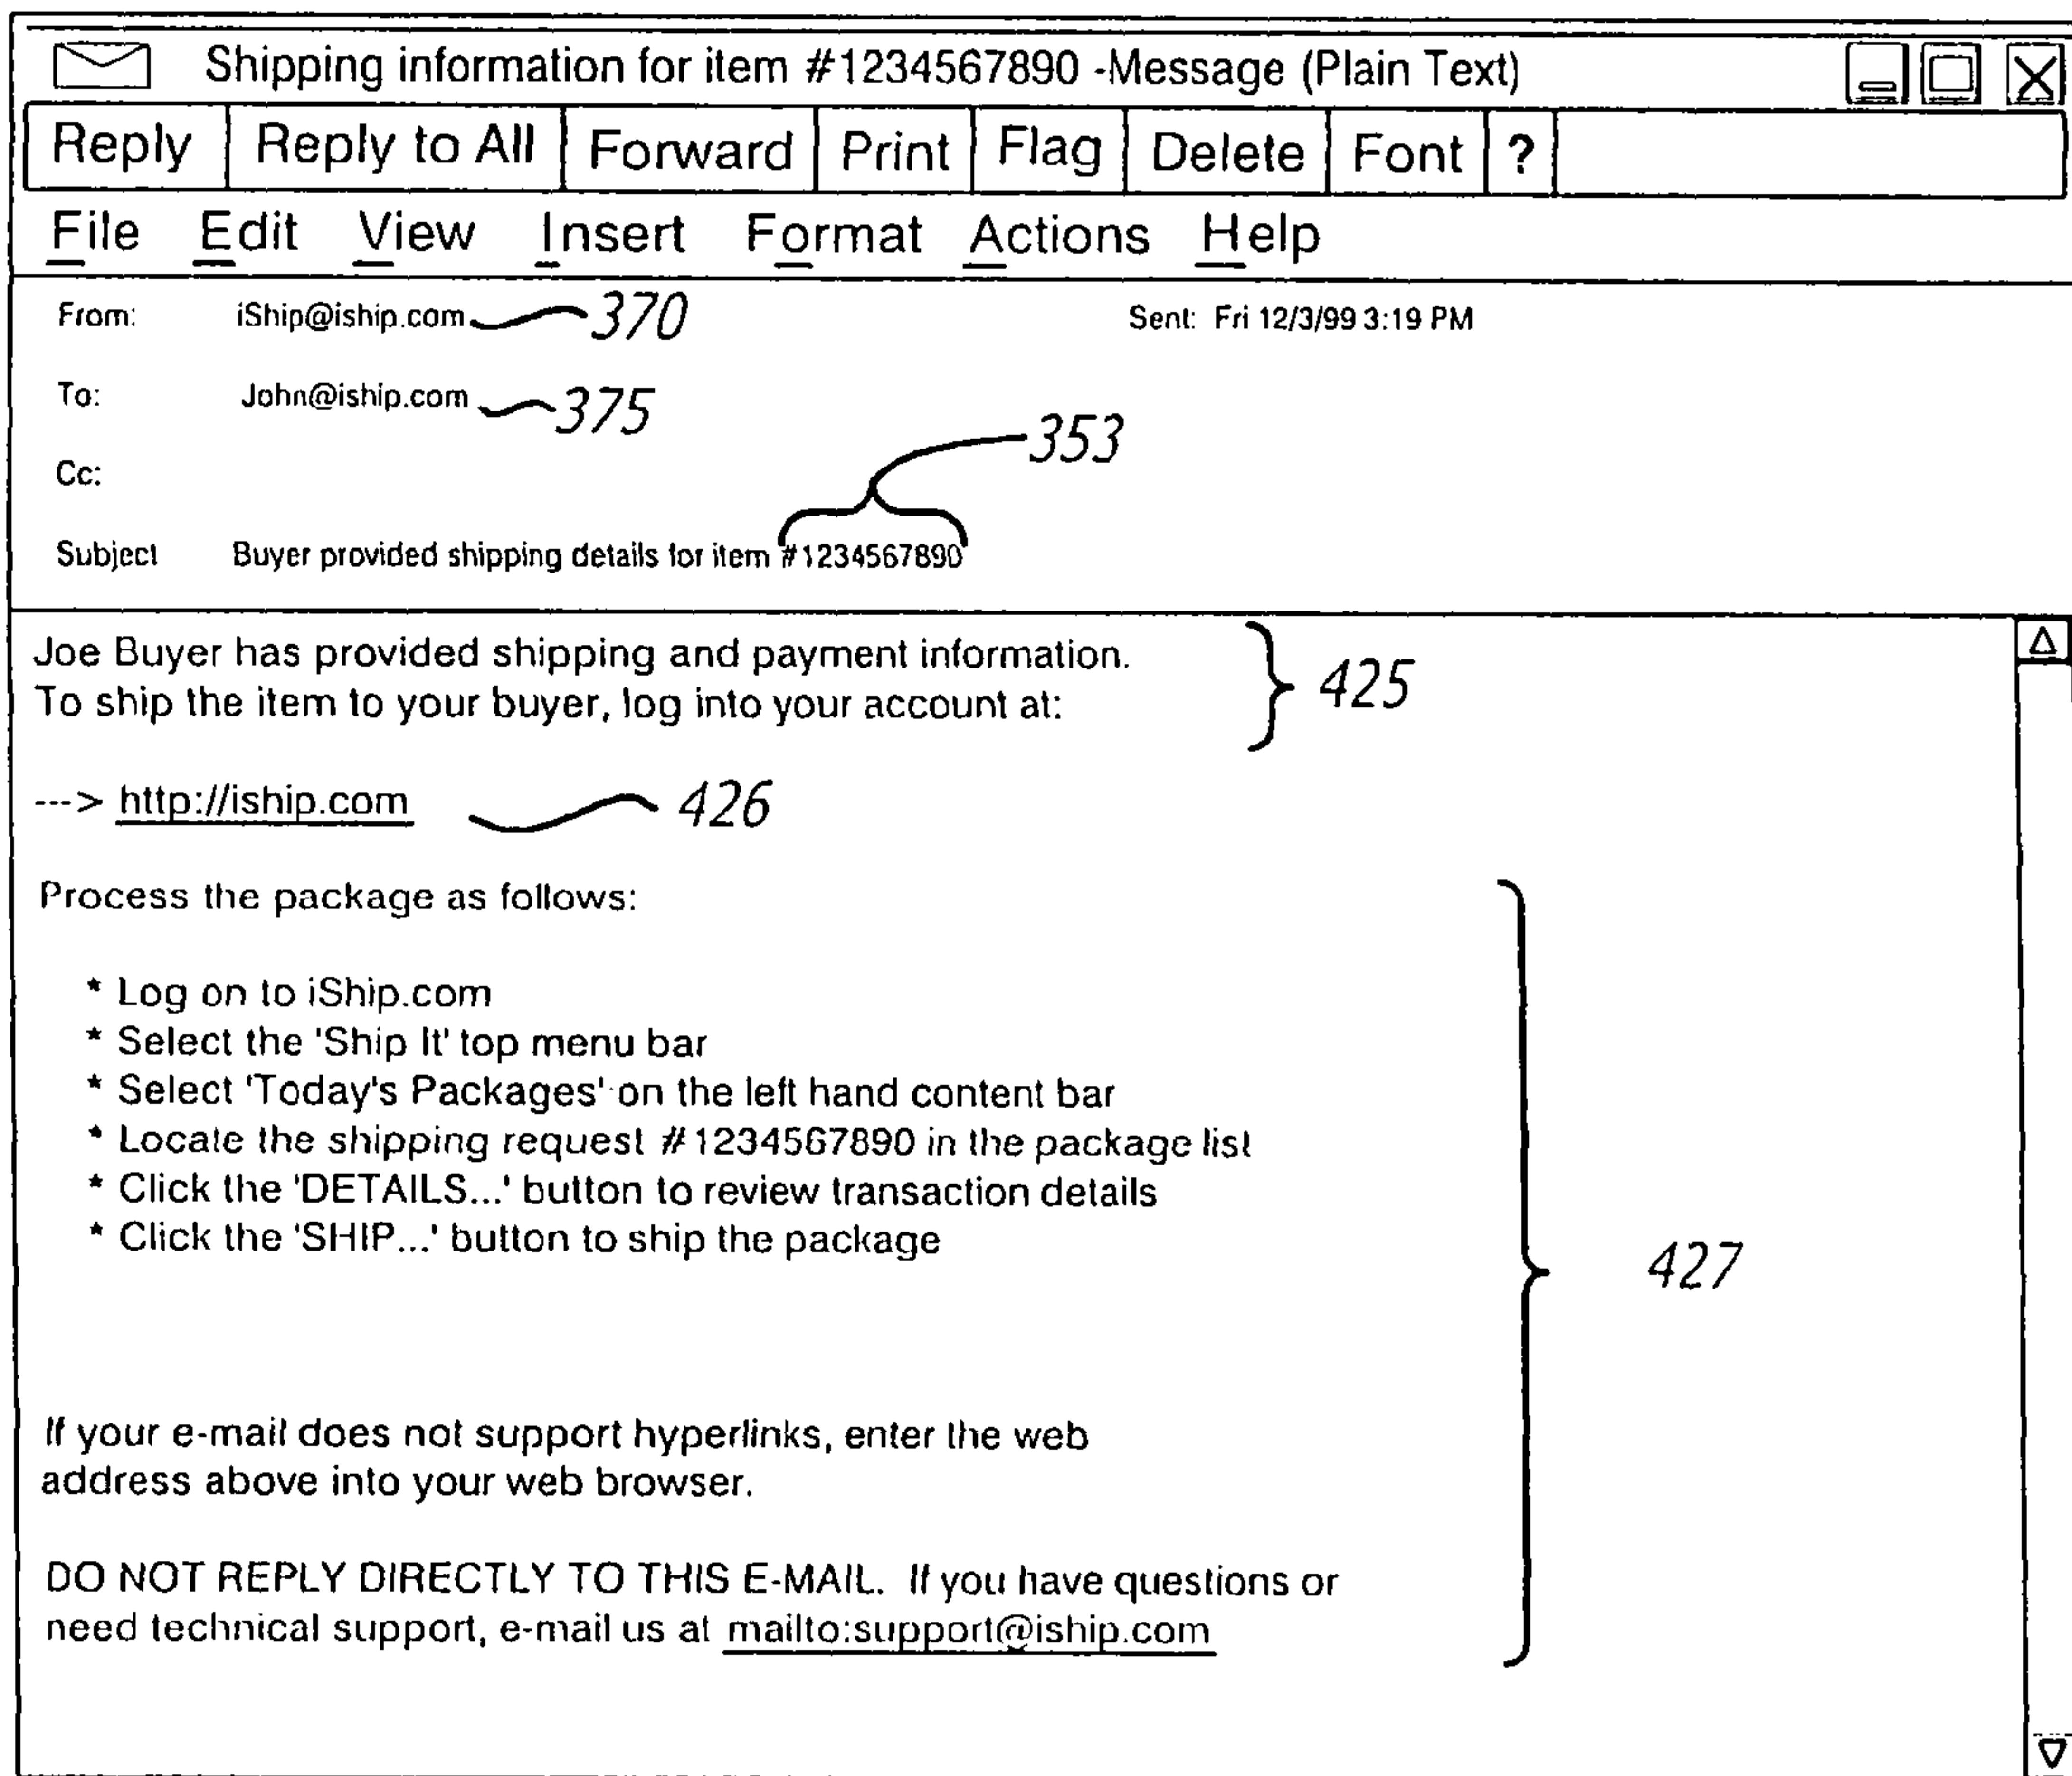 Shipping information for item #1234567890 -Message (Plain Text)
Reply Reply to All Forward Print Flag Delete Font ?
File Edit View Insert Format Actions Help
From: iShip@iship.com 370 Sent: Fri 12/3/99 3:19 PM
To: John@iship.com 375
353
Cc:
Subject Buyer provided shipping details for item #1234567890
Joe Buyer has provided shipping and payment information.
To ship the item to your buyer, log into your account at:
425
---> http://iship.com 426
Process the package as follows:
* Log on to iShip.com
* Select the 'Ship It' top menu bar
* Select 'Today's Packages' on the left hand content bar
* Locate the shipping request #1234567890 in the package list
* Click the 'DETAILS...' button to review transaction details
* Click the 'SHIP...' button to ship the package
427
If your e-mail does not support hyperlinks, enter the web
address above into your web browser.
DO NOT REPLY DIRECTLY TO THIS E-MAIL. If you have questions or
need technical support, e-mail us at mailto:support@iship.com